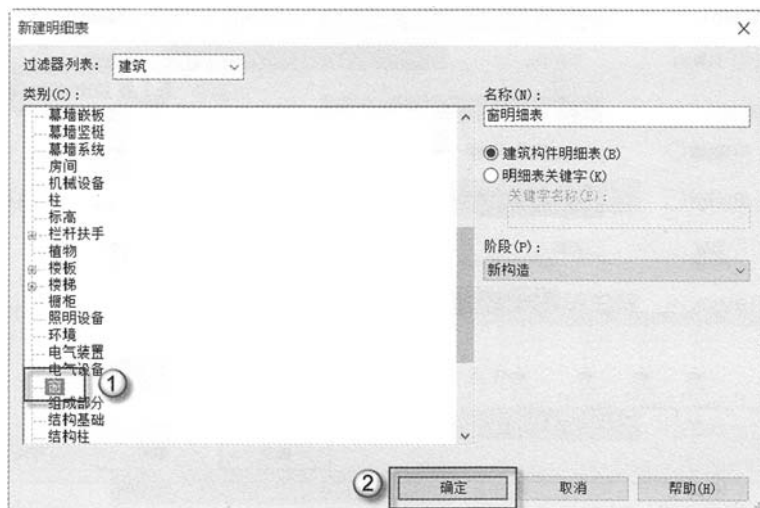 新建明细表
过滤器列表：
建筑
类别(C)：
幕墙嵌板
幕墙竖梃
幕墙系统
房间
机械设备
柱
标高
栏杆扶手
植物
楼板
楼梯
橱柜
照明设备
环境
电气装置
电气设备
窗
组成部分
结构基础
结构柱
①
名称(N)：
窗明细表
建筑构件明细表(B)
明细表关键字(K)
关键字名称(E)：
阶段(P)：
新构造
②
确定
取消
帮助(H)